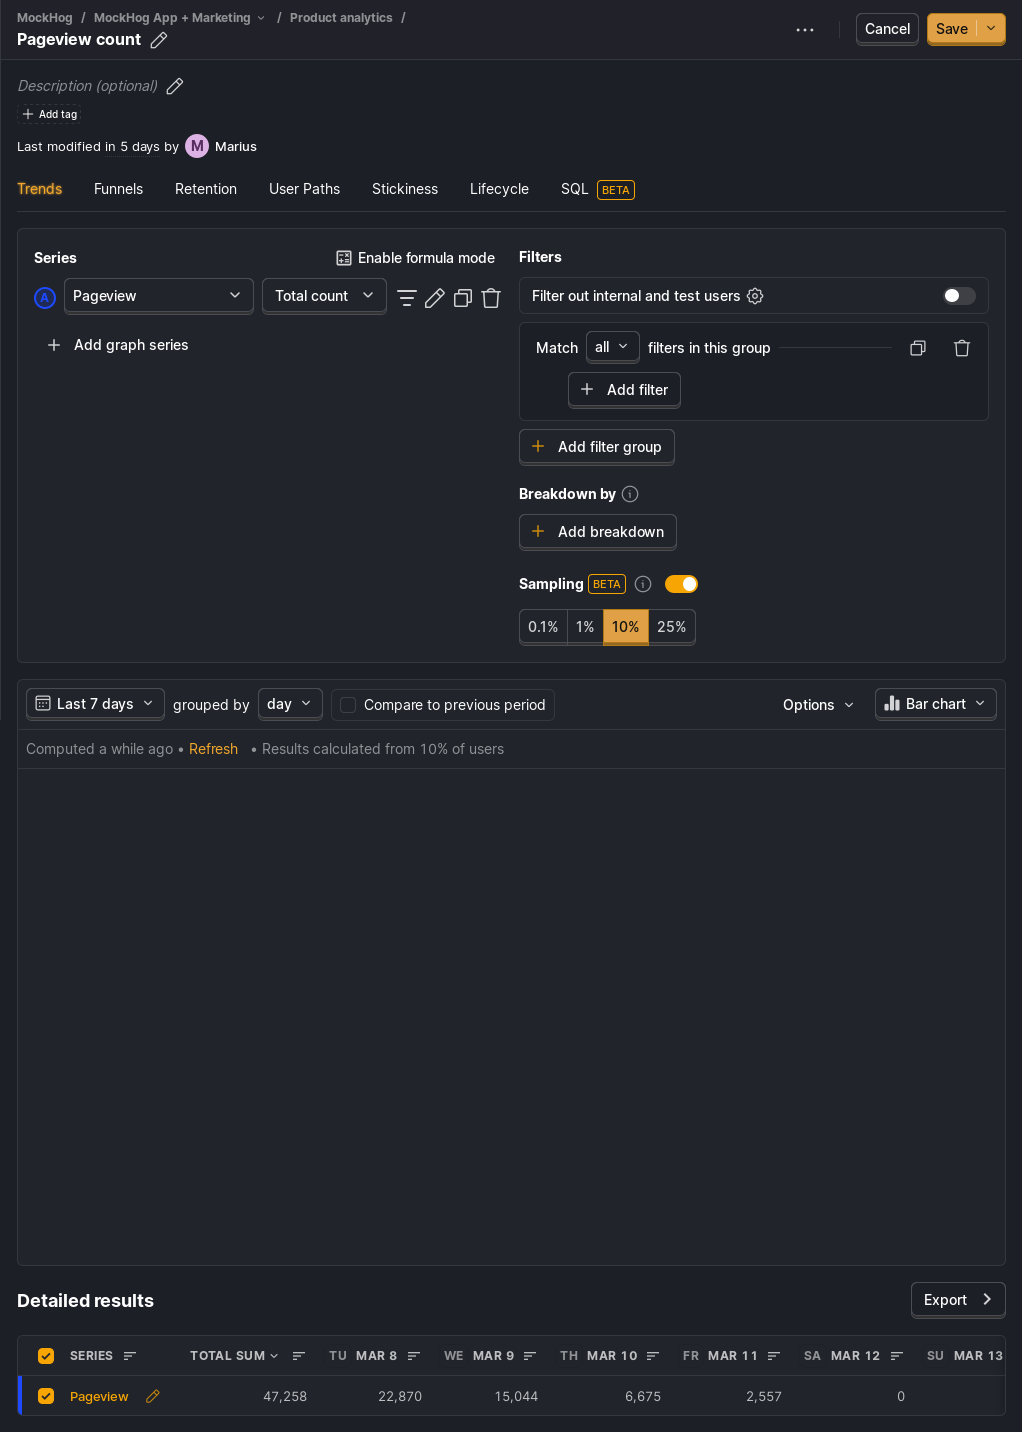 MockHog / MockHog App + Marketing / Product analytics /
Pageview count
Cancel
Save
Description (optional)
Add tag
Last modified in 5 days by M Marius
Trends Funnels Retention User Paths Stickiness Lifecycle SQL BETA
Series
Enable formula mode
A Pageview Total count
Add graph series
Filters
Filter out internal and test users
Match all filters in this group
Add filter
Add filter group
Breakdown by
Add breakdown
Sampling BETA
0.1% 1% 10% 25%
Last 7 days grouped by day Compare to previous period Options Bar chart
Computed a while ago • Refresh • Results calculated from 10% of users
Detailed results
Export
SERIES TOTAL SUM TU MAR 8 WE MAR 9 TH MAR 10 FR MAR 11 SA MAR 12 SU MAR 13
Pageview 47,258 22,870 15,044 6,675 2,557 0